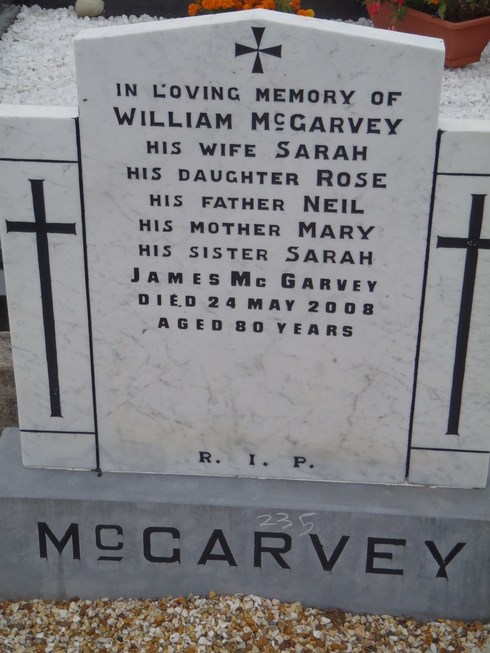 IN LOVING MEMORY OF
WILLIAM McGARVEY
HIS WIFE SARAH
HIS DAUGHTER ROSE
HIS FATHER NEIL
HIS MOTHER MARY
HIS SISTER SARAH
JAMES Mc GARVEY
DIED 24 MAY 2008
AGED 80 YEARS
R. I. P.
235
McGARVEY